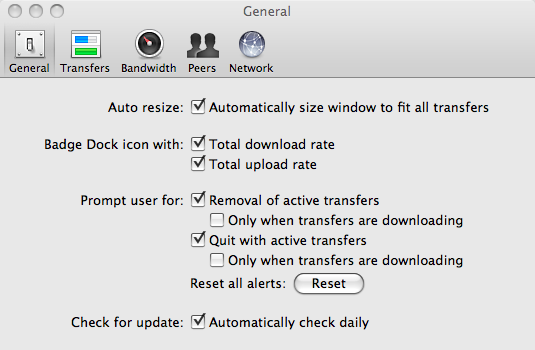 General
General Transfers Bandwidth Peers Network
Auto resize: Automatically size window to fit all transfers
Badge Dock icon with: Total download rate
Total upload rate
Prompt user for: Removal of active transfers
Only when transfers are downloading
Quit with active transfers
Only when transfers are downloading
Reset all alerts: Reset
Check for update: Automatically check daily